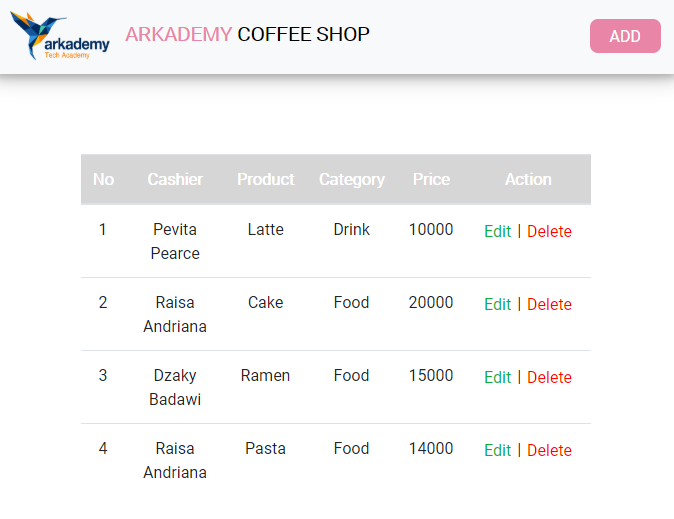 arkademy
Tech Academy
ARKADEMY COFFEE SHOP
ADD
No Cashier Product Category Price Action
1 Pevita Pearce Latte Drink 10000 Edit | Delete
2 Raisa Andriana Cake Food 20000 Edit | Delete
3 Dzaky Badawi Ramen Food 15000 Edit | Delete
4 Raisa Andriana Pasta Food 14000 Edit | Delete